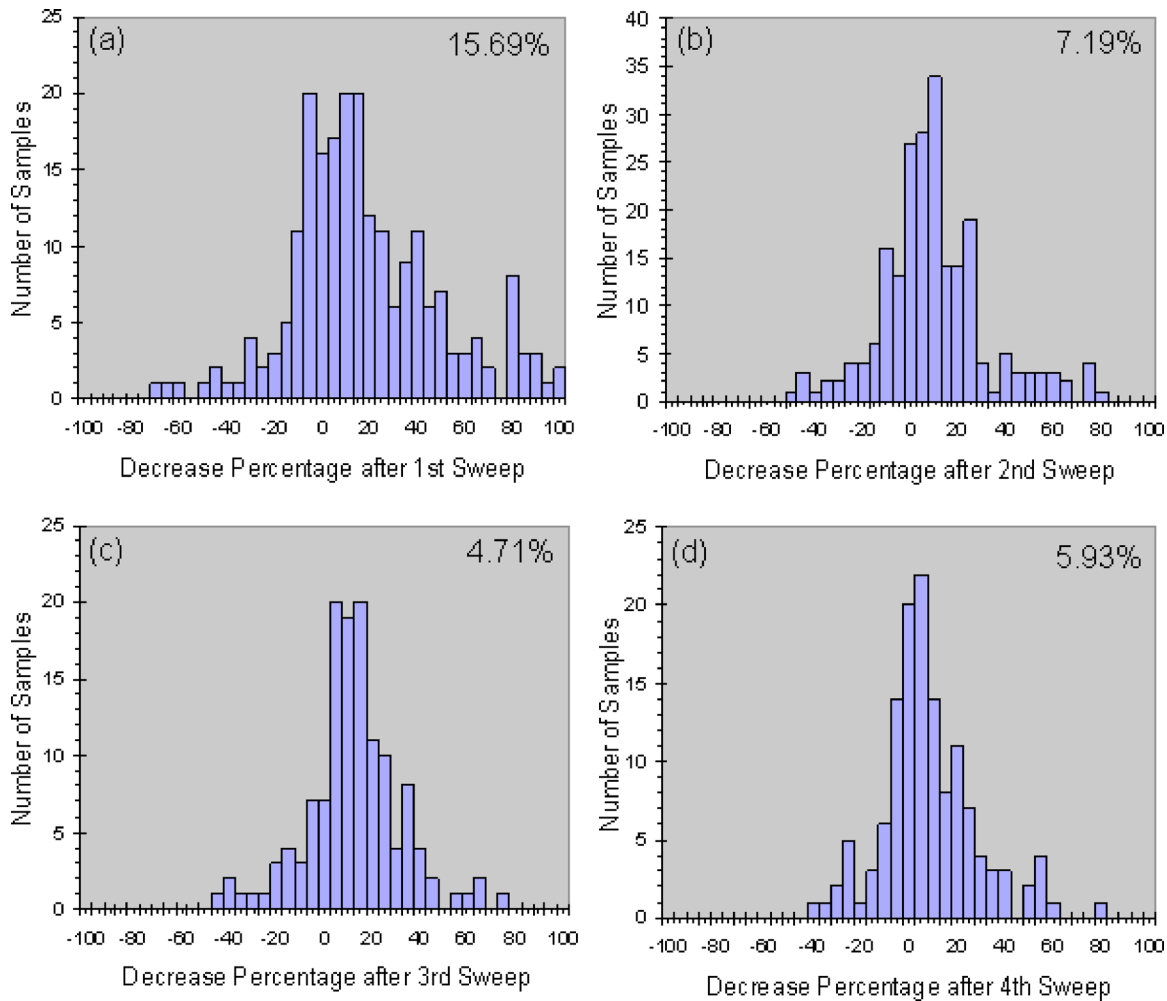 (a) 15.69%
25
20
15
10
5
0
Number of Samples
-100 -80 -60 -40 -20 0 20 40 60 80 100
Decrease Percentage after 1st Sweep
(b) 7.19%
40
35
30
25
20
15
10
5
0
Number of Samples
-100 -80 -60 -40 -20 0 20 40 60 80 100
Decrease Percentage after 2nd Sweep
(c) 4.71%
25
20
15
10
5
0
Number of Samples
-100 -80 -60 -40 -20 0 20 40 60 80 100
Decrease Percentage after 3rd Sweep
(d) 5.93%
25
20
15
10
5
0
Number of Samples
-100 -80 -60 -40 -20 0 20 40 60 80 100
Decrease Percentage after 4th Sweep